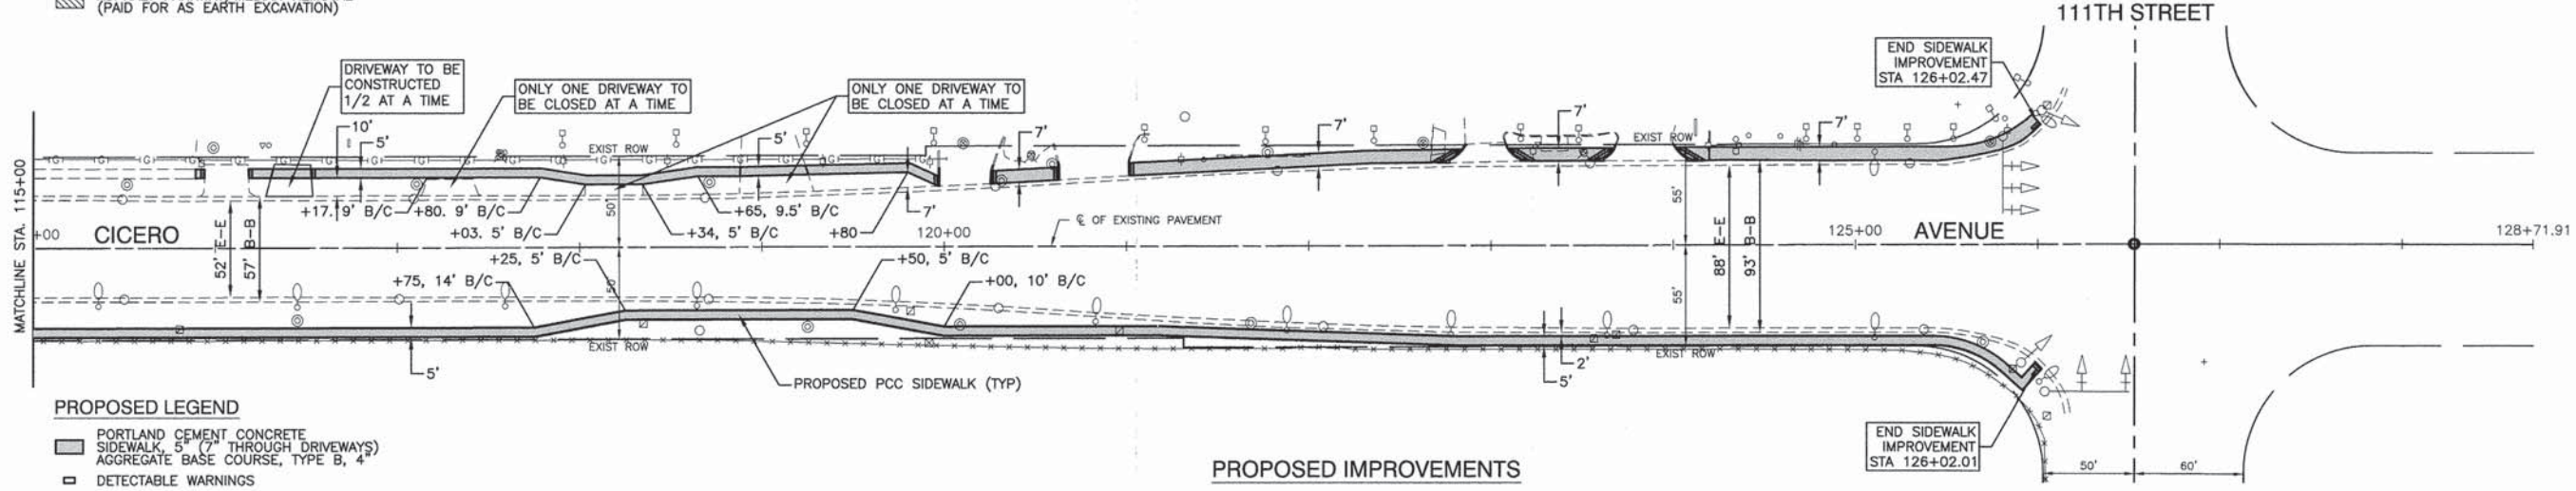 (PAID FOR AS EARTH EXCAVATION)
111TH STREET
END SIDEWALK
IMPROVEMENT
STA 126+02.47
DRIVEWAY TO BE
CONSTRUCTED
1/2 AT A TIME
ONLY ONE DRIVEWAY TO
BE CLOSED AT A TIME
ONLY ONE DRIVEWAY TO
BE CLOSED AT A TIME
10'
5'
EXIST ROW
5'
7'
7'
7'
EXIST ROW
7'
MATCHLINE STA. 115+00
+00
CICERO
52' E-E
57' B-B
+17. 9' B/C
+80. 9' B/C
+03. 5' B/C
50'
+34, 5' B/C
+65, 9.5' B/C
+80
7'
120+00
℄ OF EXISTING PAVEMENT
55'
88' E-E
93' B-B
125+00
AVENUE
128+71.91
+75, 14' B/C
+25, 5' B/C
50'
+50, 5' B/C
+00, 10' B/C
55'
5'
EXIST ROW
PROPOSED PCC SIDEWALK (TYP)
2'
5'
EXIST ROW
END SIDEWALK
IMPROVEMENT
STA 126+02.01
50'
60'
PROPOSED LEGEND
PORTLAND CEMENT CONCRETE
SIDEWALK, 5" (7" THROUGH DRIVEWAYS)
AGGREGATE BASE COURSE, TYPE B, 4"
DETECTABLE WARNINGS
PROPOSED IMPROVEMENTS